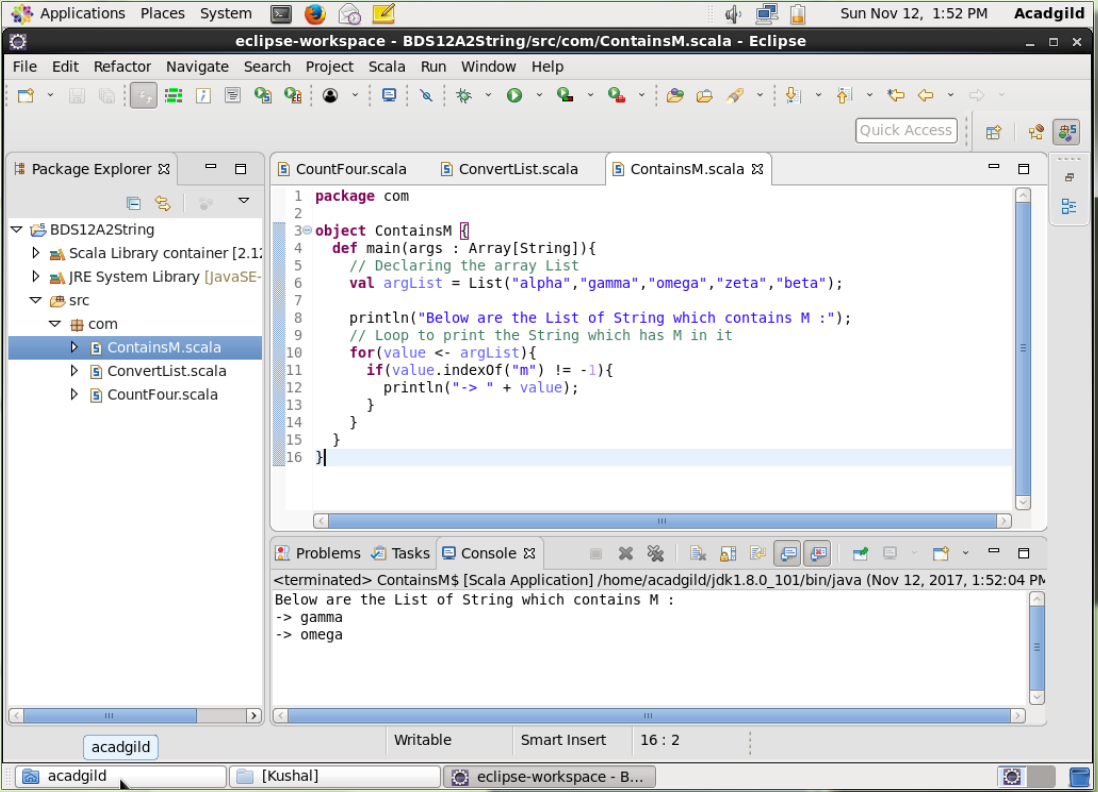 Applications Places System Sun Nov 12, 1:52 PM Acadgild
eclipse-workspace - BDS12A2String/src/com/ContainsM.scala - Eclipse
File Edit Refactor Navigate Search Project Scala Run Window Help
Quick Access
Package Explorer
BDS12A2String
Scala Library container [2.12
JRE System Library [JavaSE-
src
com
ContainsM.scala
ConvertList.scala
CountFour.scala
CountFour.scala ConvertList.scala ContainsM.scala
1 package com
2
3 object ContainsM {
4 def main(args : Array[String]){
5 // Declaring the array List
6 val argList = List("alpha","gamma","omega","zeta","beta");
7
8 println("Below are the List of String which contains M :");
9 // Loop to print the String which has M in it
10 for(value <- argList){
11 if(value.indexOf("m") != -1){
12 println("-> " + value);
13 }
14 }
15 }
16 }
Problems Tasks Console
<terminated> ContainsM$ [Scala Application] /home/acadgild/jdk1.8.0_101/bin/java (Nov 12, 2017, 1:52:04 PM
Below are the List of String which contains M :
-> gamma
-> omega
Writable Smart Insert 16 : 2
acadgild
acadgild [Kushal] eclipse-workspace - B...